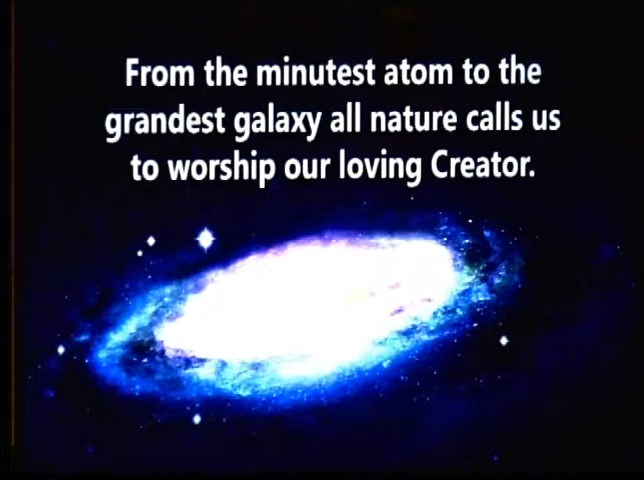 From the minutest atom to the
grandest galaxy all nature calls us
to worship our loving Creator.